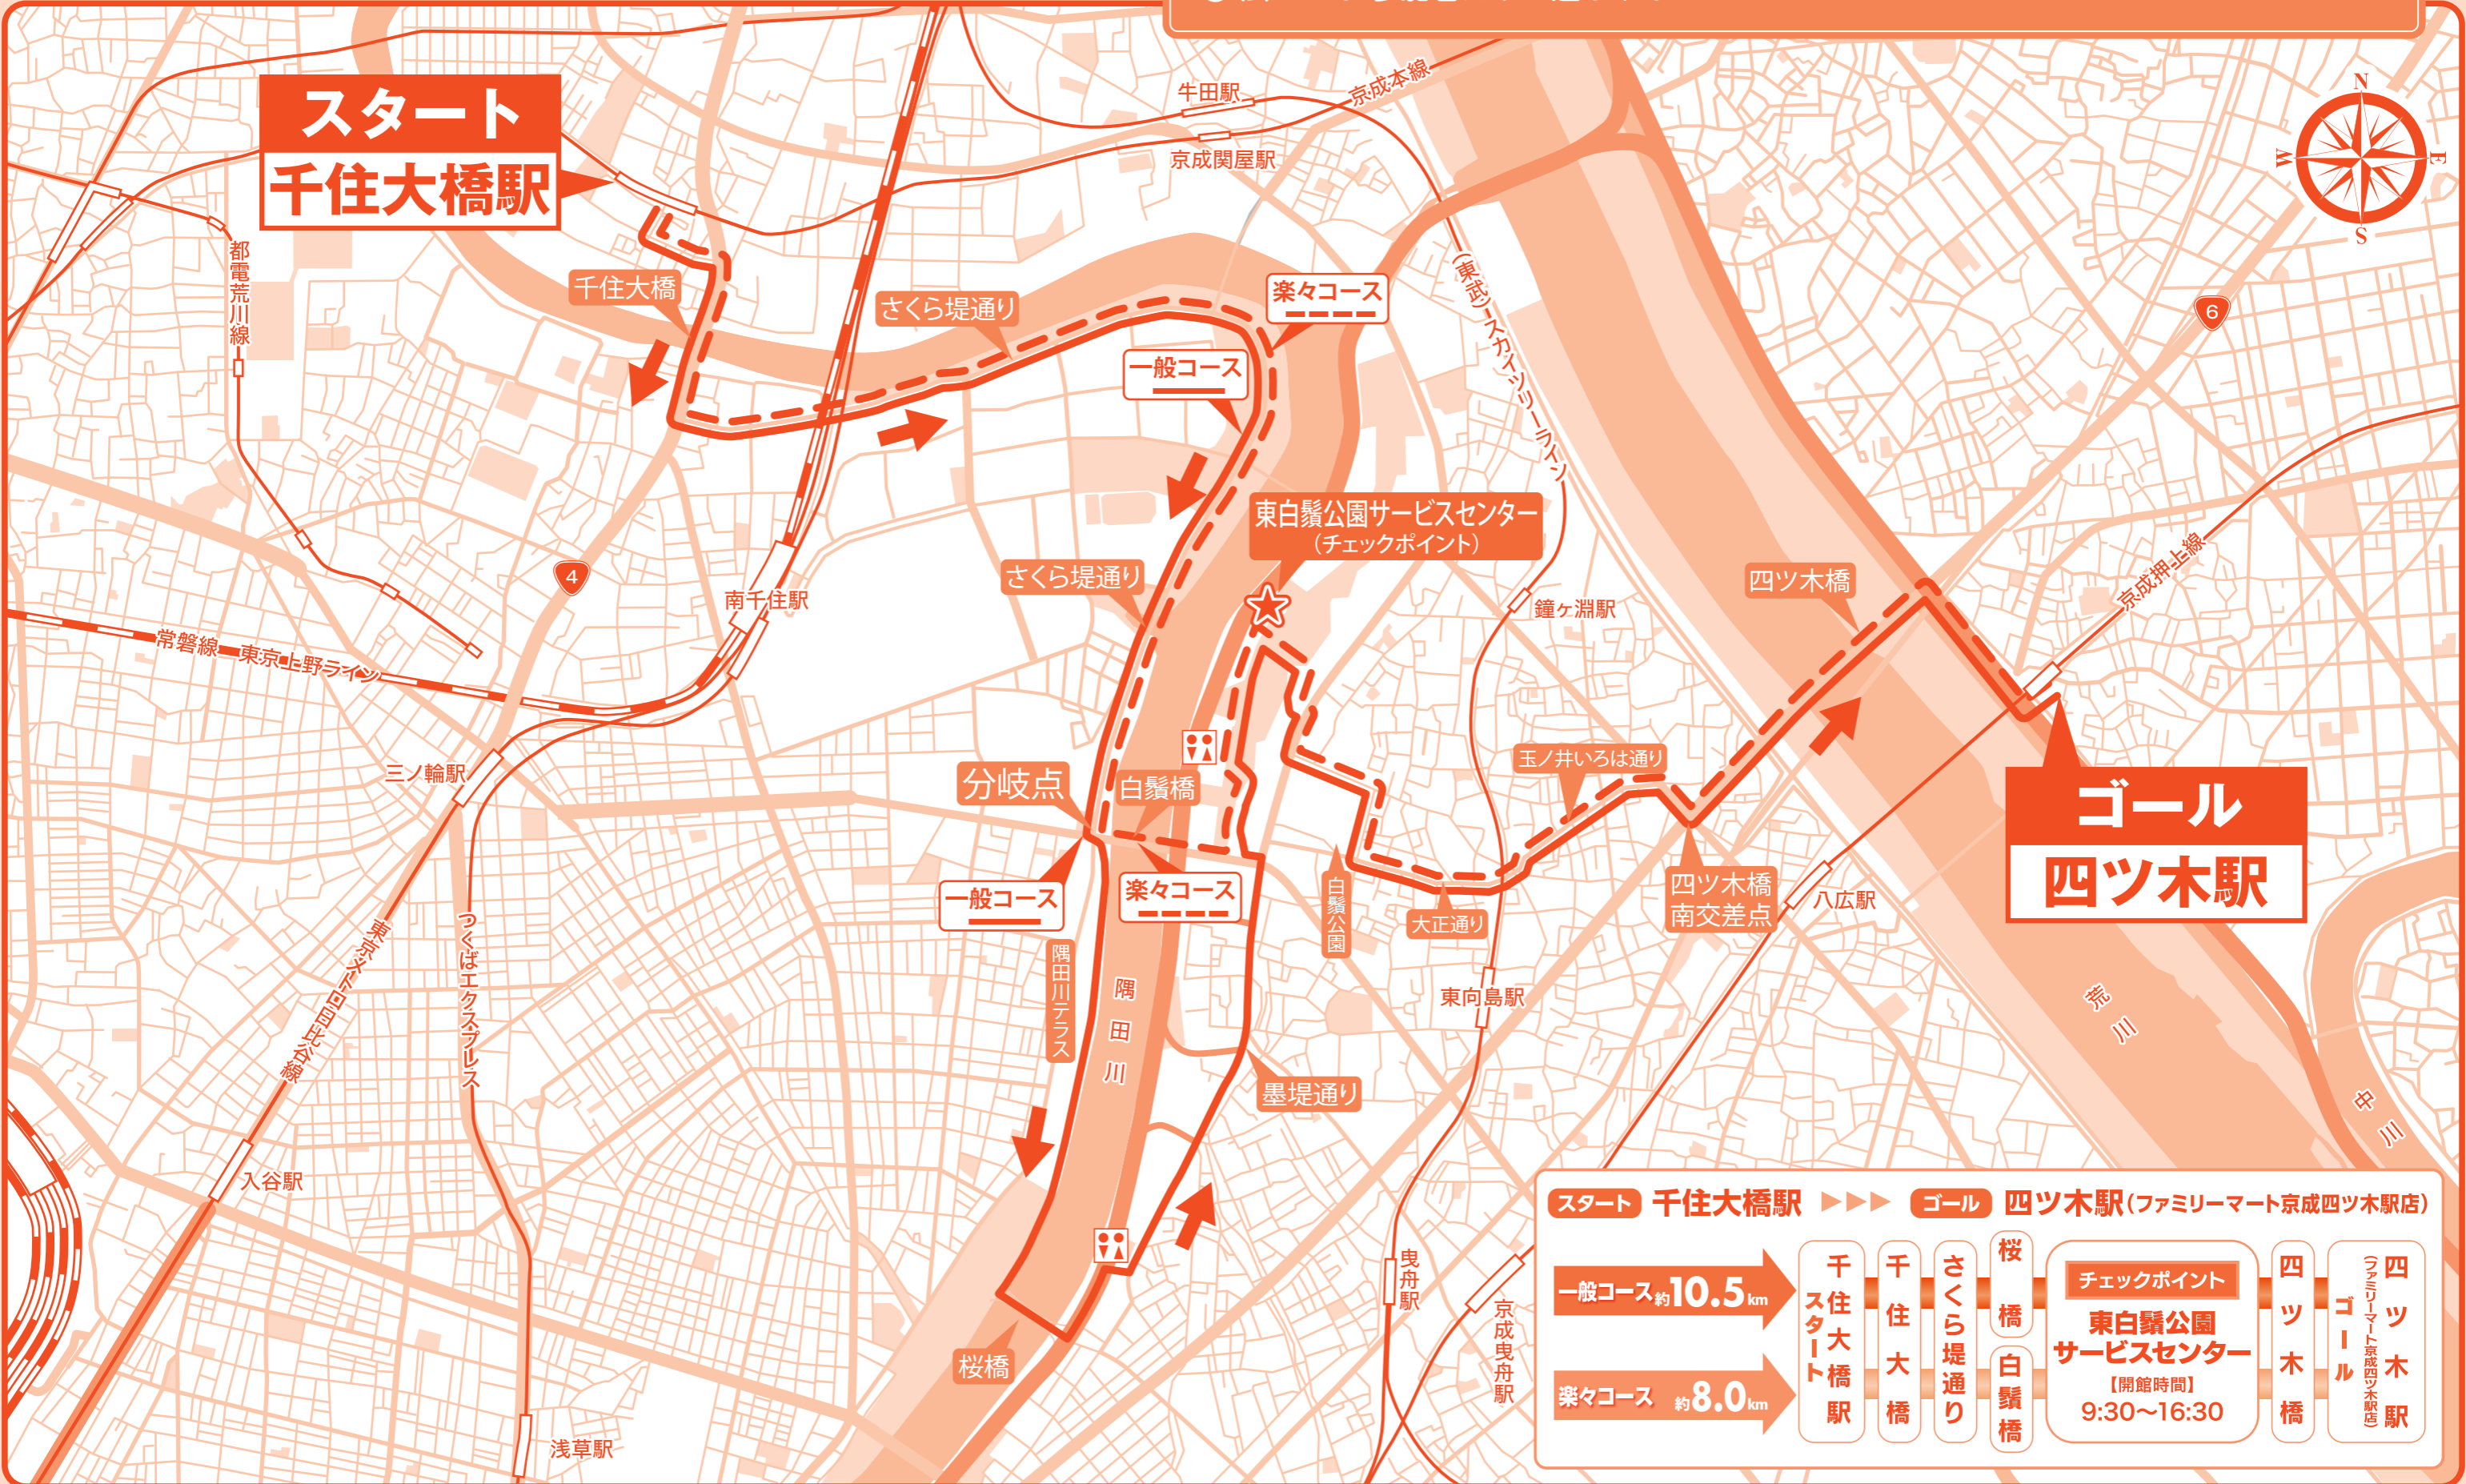 スタート
千住大橋駅
牛田駅
京成本線
京成関屋駅
N
E
W
S
都電荒川線
千住大橋
さくら堤通り
楽々コース
一般コース
(東武)スカイツリーライン
6
東白鬚公園サービスセンター
(チェックポイント)
さくら堤通り
4
南千住駅
鐘ヶ淵駅
四ツ木橋
京成押上線
常磐線 東京上野ライン
三ノ輪駅
分岐点
白鬚橋
玉ノ井いろは通り
ゴール
四ツ木駅
一般コース
楽々コース
白鬚公園
大正通り
四ツ木橋
南交差点
八広駅
東京メトロ日比谷線
つくばエクスプレス
隅田川テラス
隅田川
東向島駅
荒川
中川
墨堤通り
入谷駅
桜橋
曳舟駅
京成曳舟駅
浅草駅
スタート 千住大橋駅 ゴール 四ツ木駅(ファミリーマート京成四ツ木駅店)
一般コース 約10.5km
楽々コース 約8.0km
千住大橋駅
スタート
千住大橋
さくら堤通り
桜橋
白鬚橋
チェックポイント
東白鬚公園
サービスセンター
【開館時間】
9:30〜16:30
四ツ木橋
四ツ木駅
(ファミリーマート京成四ツ木駅店)
ゴール